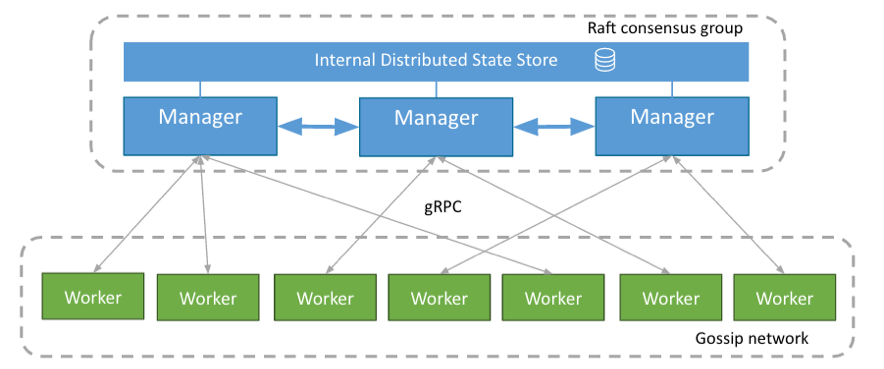 Raft consensus group
Internal Distributed State Store
Manager
Manager
Manager
gRPC
Worker
Worker
Worker
Worker
Worker
Worker
Worker
Gossip network